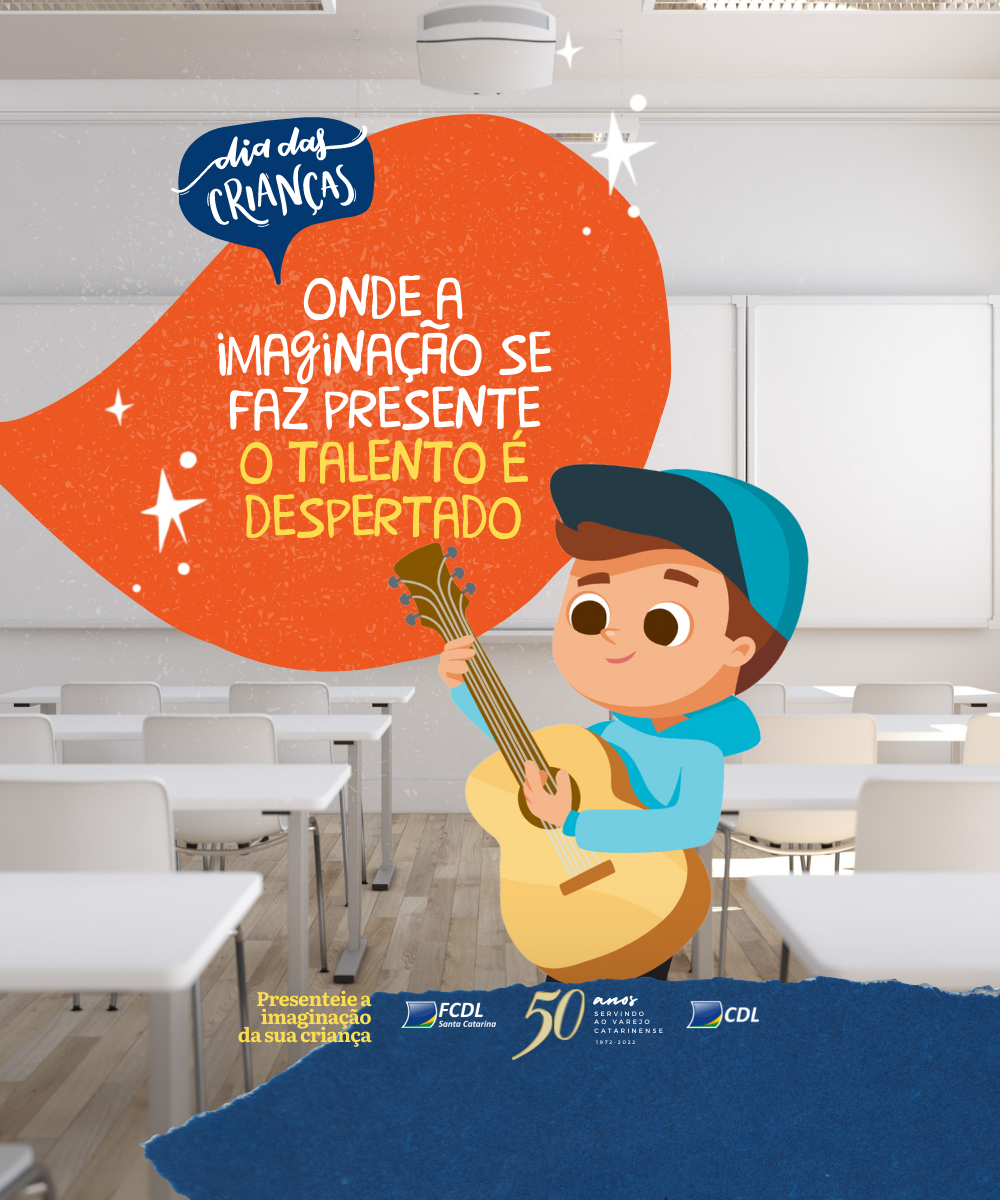 dia das
CRIANÇAS
ONDE A
IMAGINAÇÃO SE
FAZ PRESENTE
O TALENTO É
DESPERTADO
Presenteie a
imaginação
da sua criança
FCDL
Santa Catarina
50 anos
SERVINDO
AO VAREJO
CATARINENSE
1972-2022
CDL